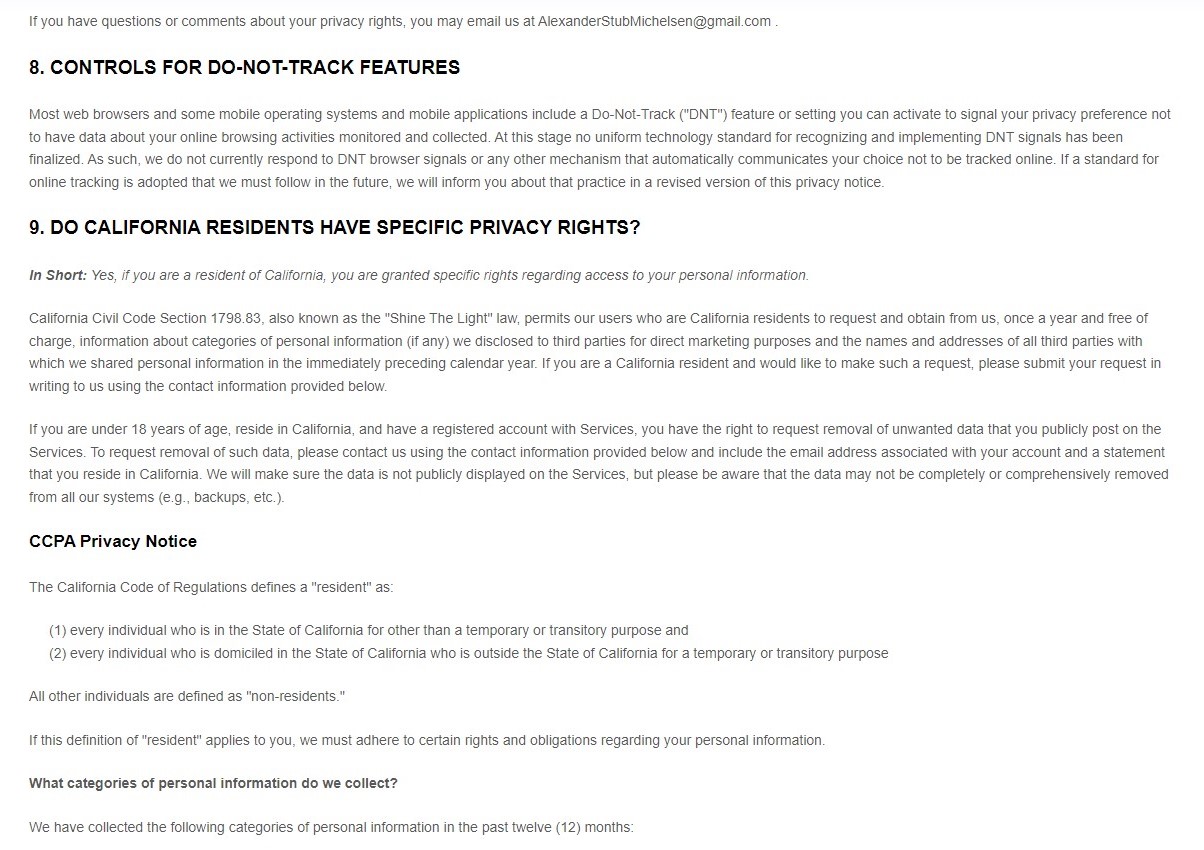 If you have questions or comments about your privacy rights, you may email us at AlexanderStubMichelsen@gmail.com .
8. CONTROLS FOR DO-NOT-TRACK FEATURES
Most web browsers and some mobile operating systems and mobile applications include a Do-Not-Track ("DNT") feature or setting you can activate to signal your privacy preference not
to have data about your online browsing activities monitored and collected. At this stage no uniform technology standard for recognizing and implementing DNT signals has been
finalized. As such, we do not currently respond to DNT browser signals or any other mechanism that automatically communicates your choice not to be tracked online. If a standard for
online tracking is adopted that we must follow in the future, we will inform you about that practice in a revised version of this privacy notice.
9. DO CALIFORNIA RESIDENTS HAVE SPECIFIC PRIVACY RIGHTS?
In Short: Yes, if you are a resident of California, you are granted specific rights regarding access to your personal information.
California Civil Code Section 1798.83, also known as the "Shine The Light" law, permits our users who are California residents to request and obtain from us, once a year and free of
charge, information about categories of personal information (if any) we disclosed to third parties for direct marketing purposes and the names and addresses of all third parties with
which we shared personal information in the immediately preceding calendar year. If you are a California resident and would like to make such a request, please submit your request in
writing to us using the contact information provided below.
If you are under 18 years of age, reside in California, and have a registered account with Services, you have the right to request removal of unwanted data that you publicly post on the
Services. To request removal of such data, please contact us using the contact information provided below and include the email address associated with your account and a statement
that you reside in California. We will make sure the data is not publicly displayed on the Services, but please be aware that the data may not be completely or comprehensively removed
from all our systems (e.g., backups, etc.).
CCPA Privacy Notice
The California Code of Regulations defines a "resident" as:
(1) every individual who is in the State of California for other than a temporary or transitory purpose and
(2) every individual who is domiciled in the State of California who is outside the State of California for a temporary or transitory purpose
All other individuals are defined as "non-residents."
If this definition of "resident" applies to you, we must adhere to certain rights and obligations regarding your personal information.
What categories of personal information do we collect?
We have collected the following categories of personal information in the past twelve (12) months: